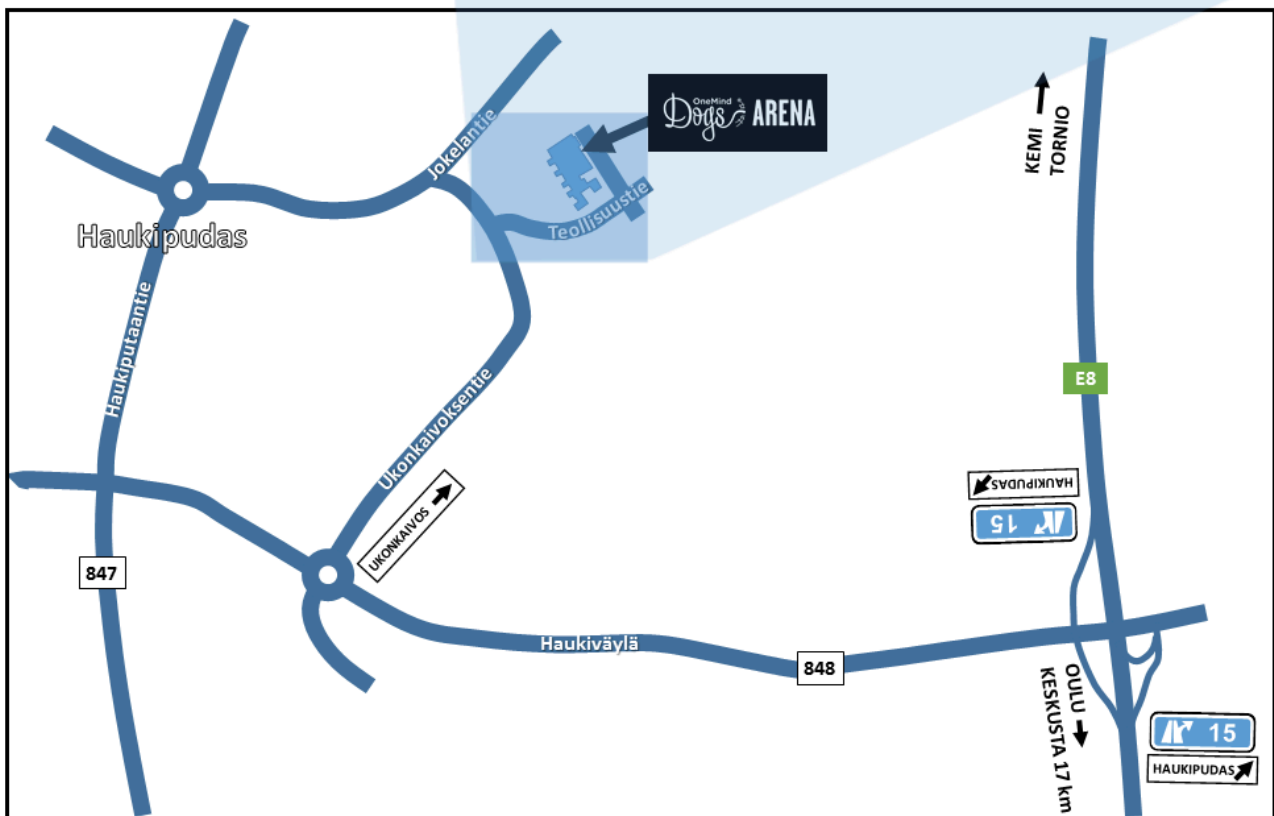 OneMind
Dogs ARENA
KEMI
TORNIO
Jokelantie
Teollisuustie
Haukipudas
Haukiputaantie
E8
Ukonkaivoksentie
HAUKIPUDAS
15
UKONKAIVOS
847
Haukiväylä
848
OULU
KESKUSTA 17 km
15
HAUKIPUDAS